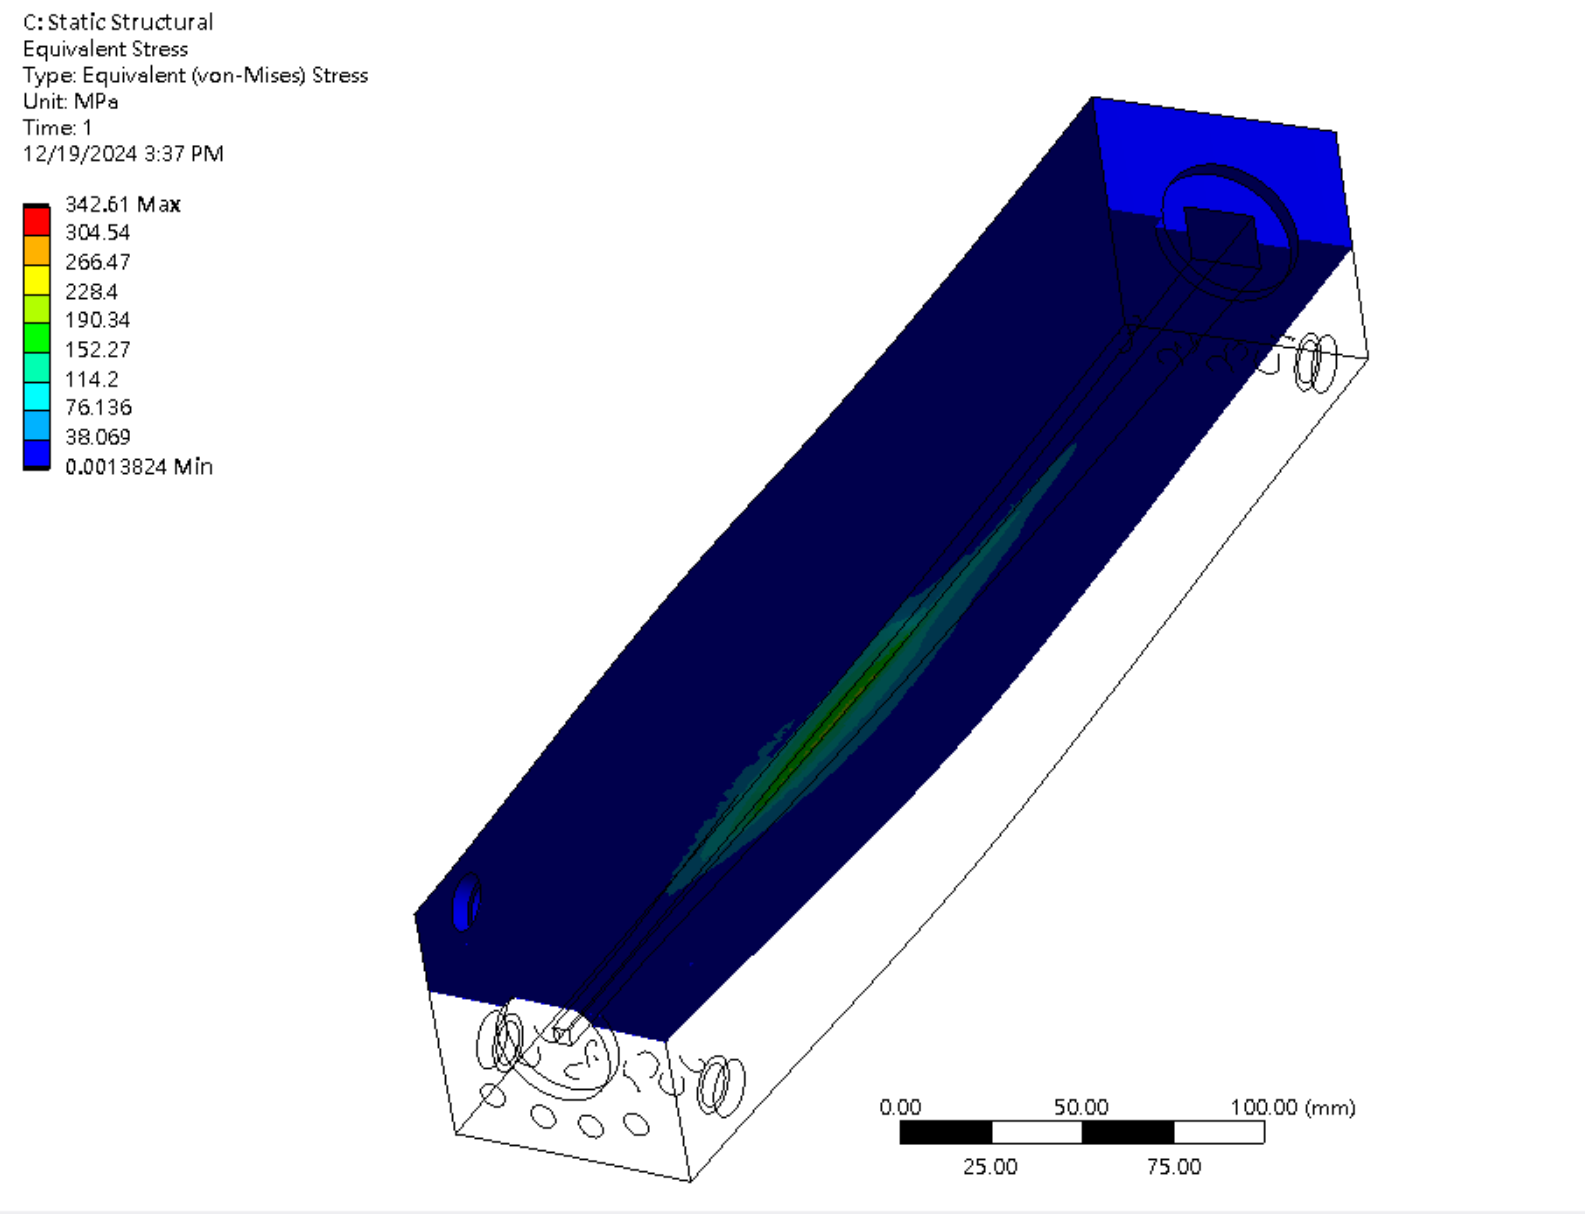 C: Static Structural
Equivalent Stress
Type: Equivalent (von-Mises) Stress
Unit: MPa
Time: 1
12/19/2024 3:37 PM
342.61 Max
304.54
266.47
228.4
190.34
152.27
114.2
76.136
38.069
0.0013824 Min
0.00 50.00 100.00 (mm)
25.00 75.00